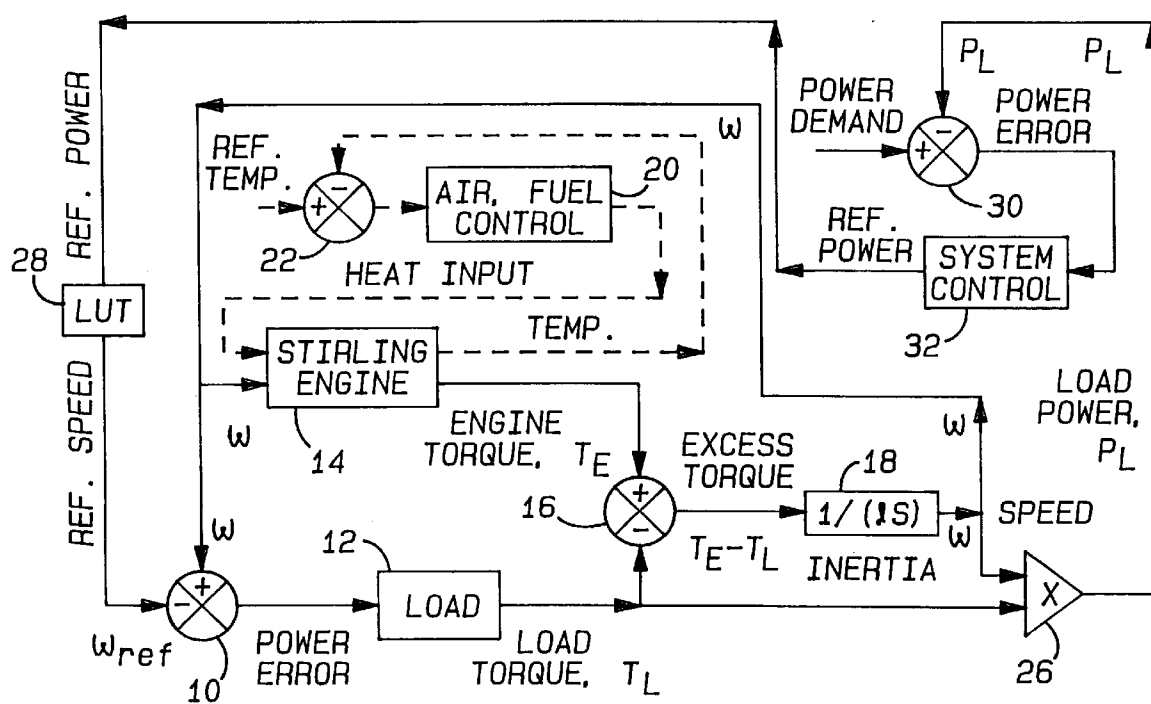 P_L P_L
POWER
DEMAND
-
+
POWER
ERROR
30
REF. POWER
ω
REF.
TEMP.
-
+
22
AIR, FUEL
CONTROL
20
REF.
POWER
SYSTEM
CONTROL
32
28
LUT
HEAT INPUT
TEMP.
STIRLING
ENGINE
14
ω
REF. SPEED
ENGINE
TORQUE, T_E
EXCESS
TORQUE
LOAD
POWER,
P_L
ω
16
+
-
18
1/(IS)
SPEED
ω
T_E-T_L
INERTIA
ω
+
-
ω_ref
10
POWER
ERROR
12
LOAD
LOAD
TORQUE, T_L
X
26